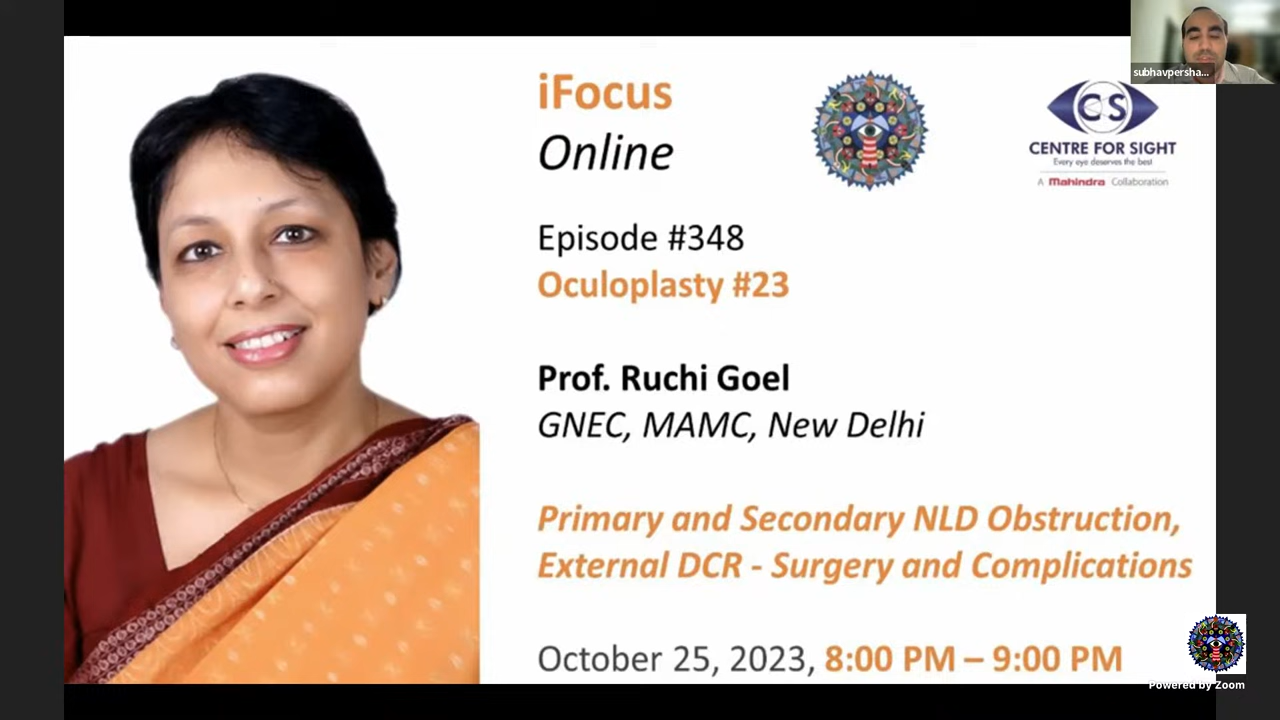 iFocus
Online
subhavpersha...
CS
CENTRE FOR SIGHT
Every eye deserves the best
A Mahindra Collaboration
Episode #348
Oculoplasty #23
Prof. Ruchi Goel
GNEC, MAMC, New Delhi
Primary and Secondary NLD Obstruction,
External DCR - Surgery and Complications
October 25, 2023, 8:00 PM – 9:00 PM
Powered by Zoom